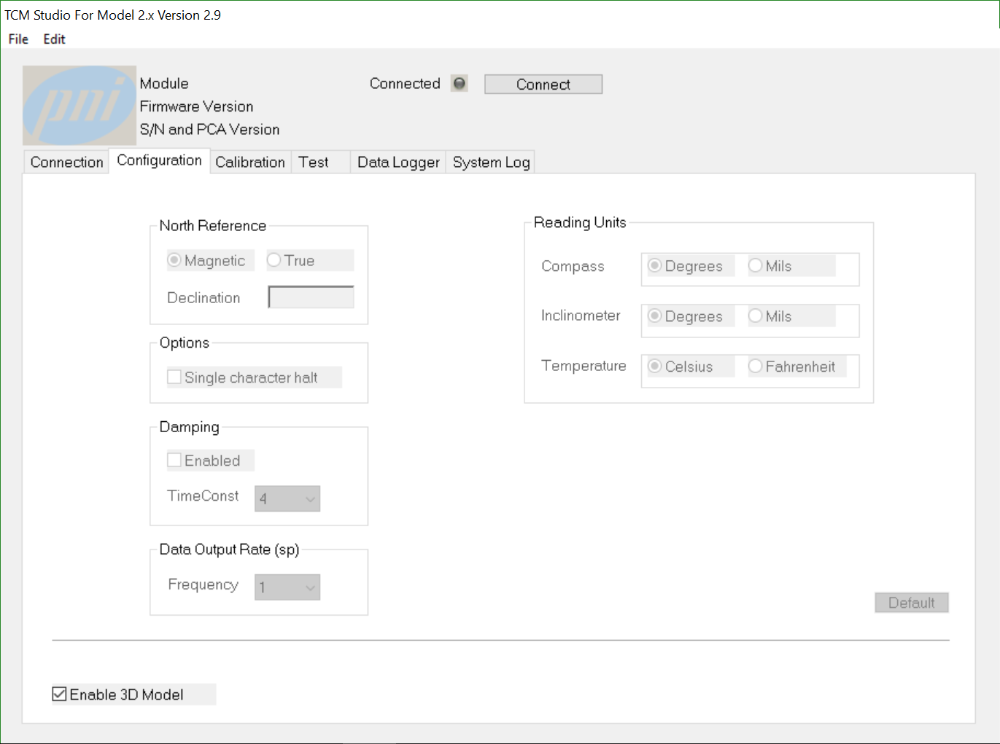 TCM Studio For Model 2.x Version 2.9
File Edit
pni
Module
Connected
Connect
Firmware Version
S/N and PCA Version
Connection Configuration Calibration Test Data Logger System Log
North Reference
Magnetic True
Declination
Options
Single character halt
Damping
Enabled
TimeConst 4
Data Output Rate (sp)
Frequency 1
Reading Units
Compass Degrees Mils
Inclinometer Degrees Mils
Temperature Celsius Fahrenheit
Default
Enable 3D Model